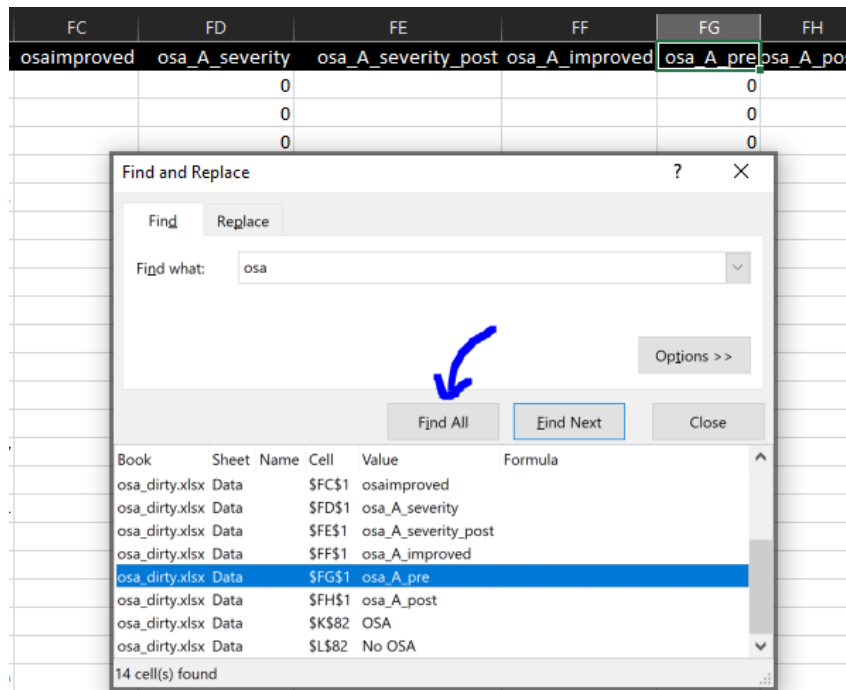 FC FD FE FF FG FH
osaimproved osa_A_severity osa_A_severity_post osa_A_improved osa_A_pre osa_A_po
0 0
0 0
0 0
Find and Replace ? X
Find Replace
Find what: osa
Options >>
Find All Find Next Close
Book Sheet Name Cell Value Formula
osa_dirty.xlsx Data $FC$1 osaimproved
osa_dirty.xlsx Data $FD$1 osa_A_severity
osa_dirty.xlsx Data $FE$1 osa_A_severity_post
osa_dirty.xlsx Data $FF$1 osa_A_improved
osa_dirty.xlsx Data $FG$1 osa_A_pre
osa_dirty.xlsx Data $FH$1 osa_A_post
osa_dirty.xlsx Data $K$82 OSA
osa_dirty.xlsx Data $L$82 No OSA
14 cell(s) found